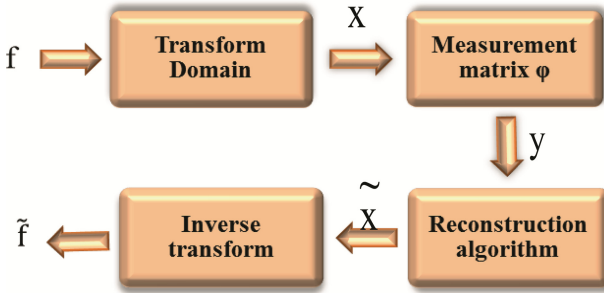 f
Transform
Domain
X
Measurement
matrix φ
y
Reconstruction
algorithm
x̃
Inverse
transform
f̃